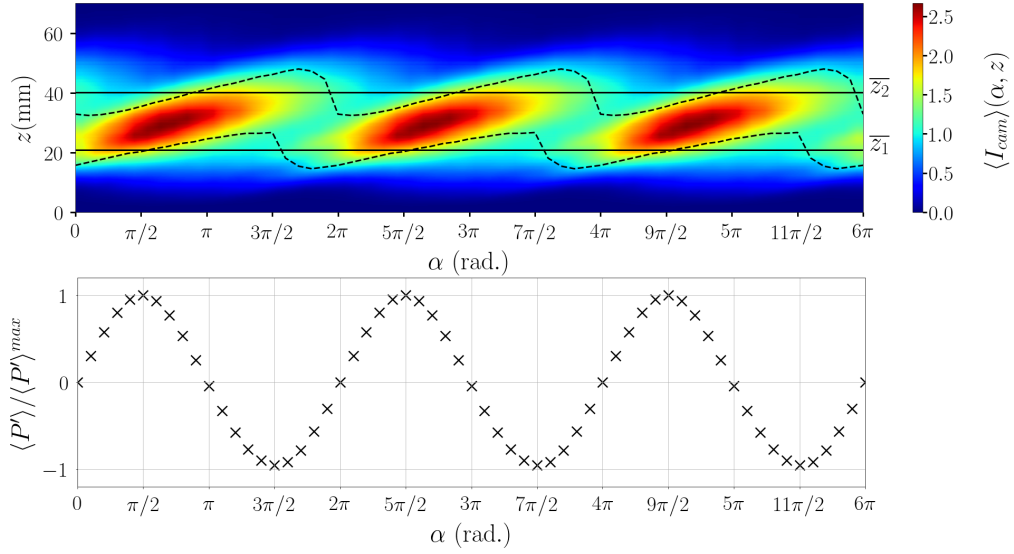 60
40
20
0
z(mm)
z̅₂
z̅₁
0 π/2 π 3π/2 2π 5π/2 3π 7π/2 4π 9π/2 5π 11π/2 6π
α (rad.)
2.5
2.0
1.5
1.0
0.5
0.0
⟨I_cam⟩(α, z)
1
0
−1
⟨P′⟩/⟨P′⟩^max
0 π/2 π 3π/2 2π 5π/2 3π 7π/2 4π 9π/2 5π 11π/2 6π
α (rad.)